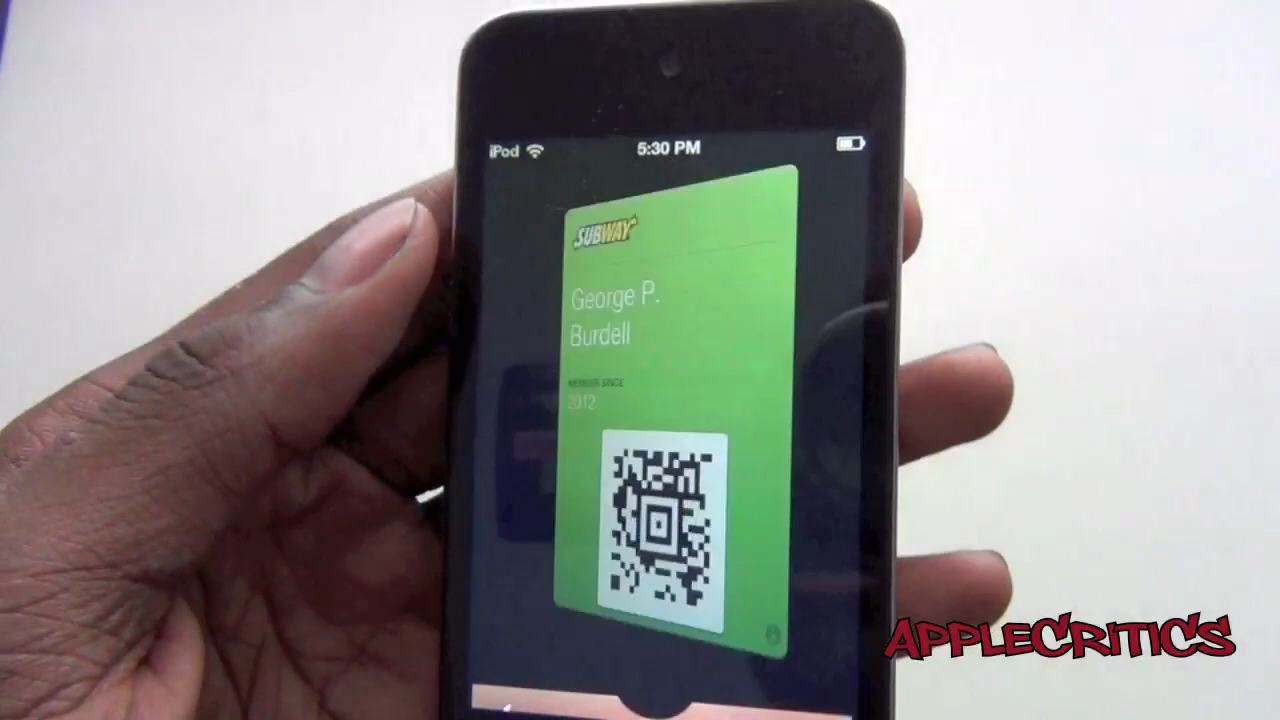 iPod
5:30 PM
SUBWAY
George P.
Burdell
MEMBER SINCE
2012
APPLECRITICS